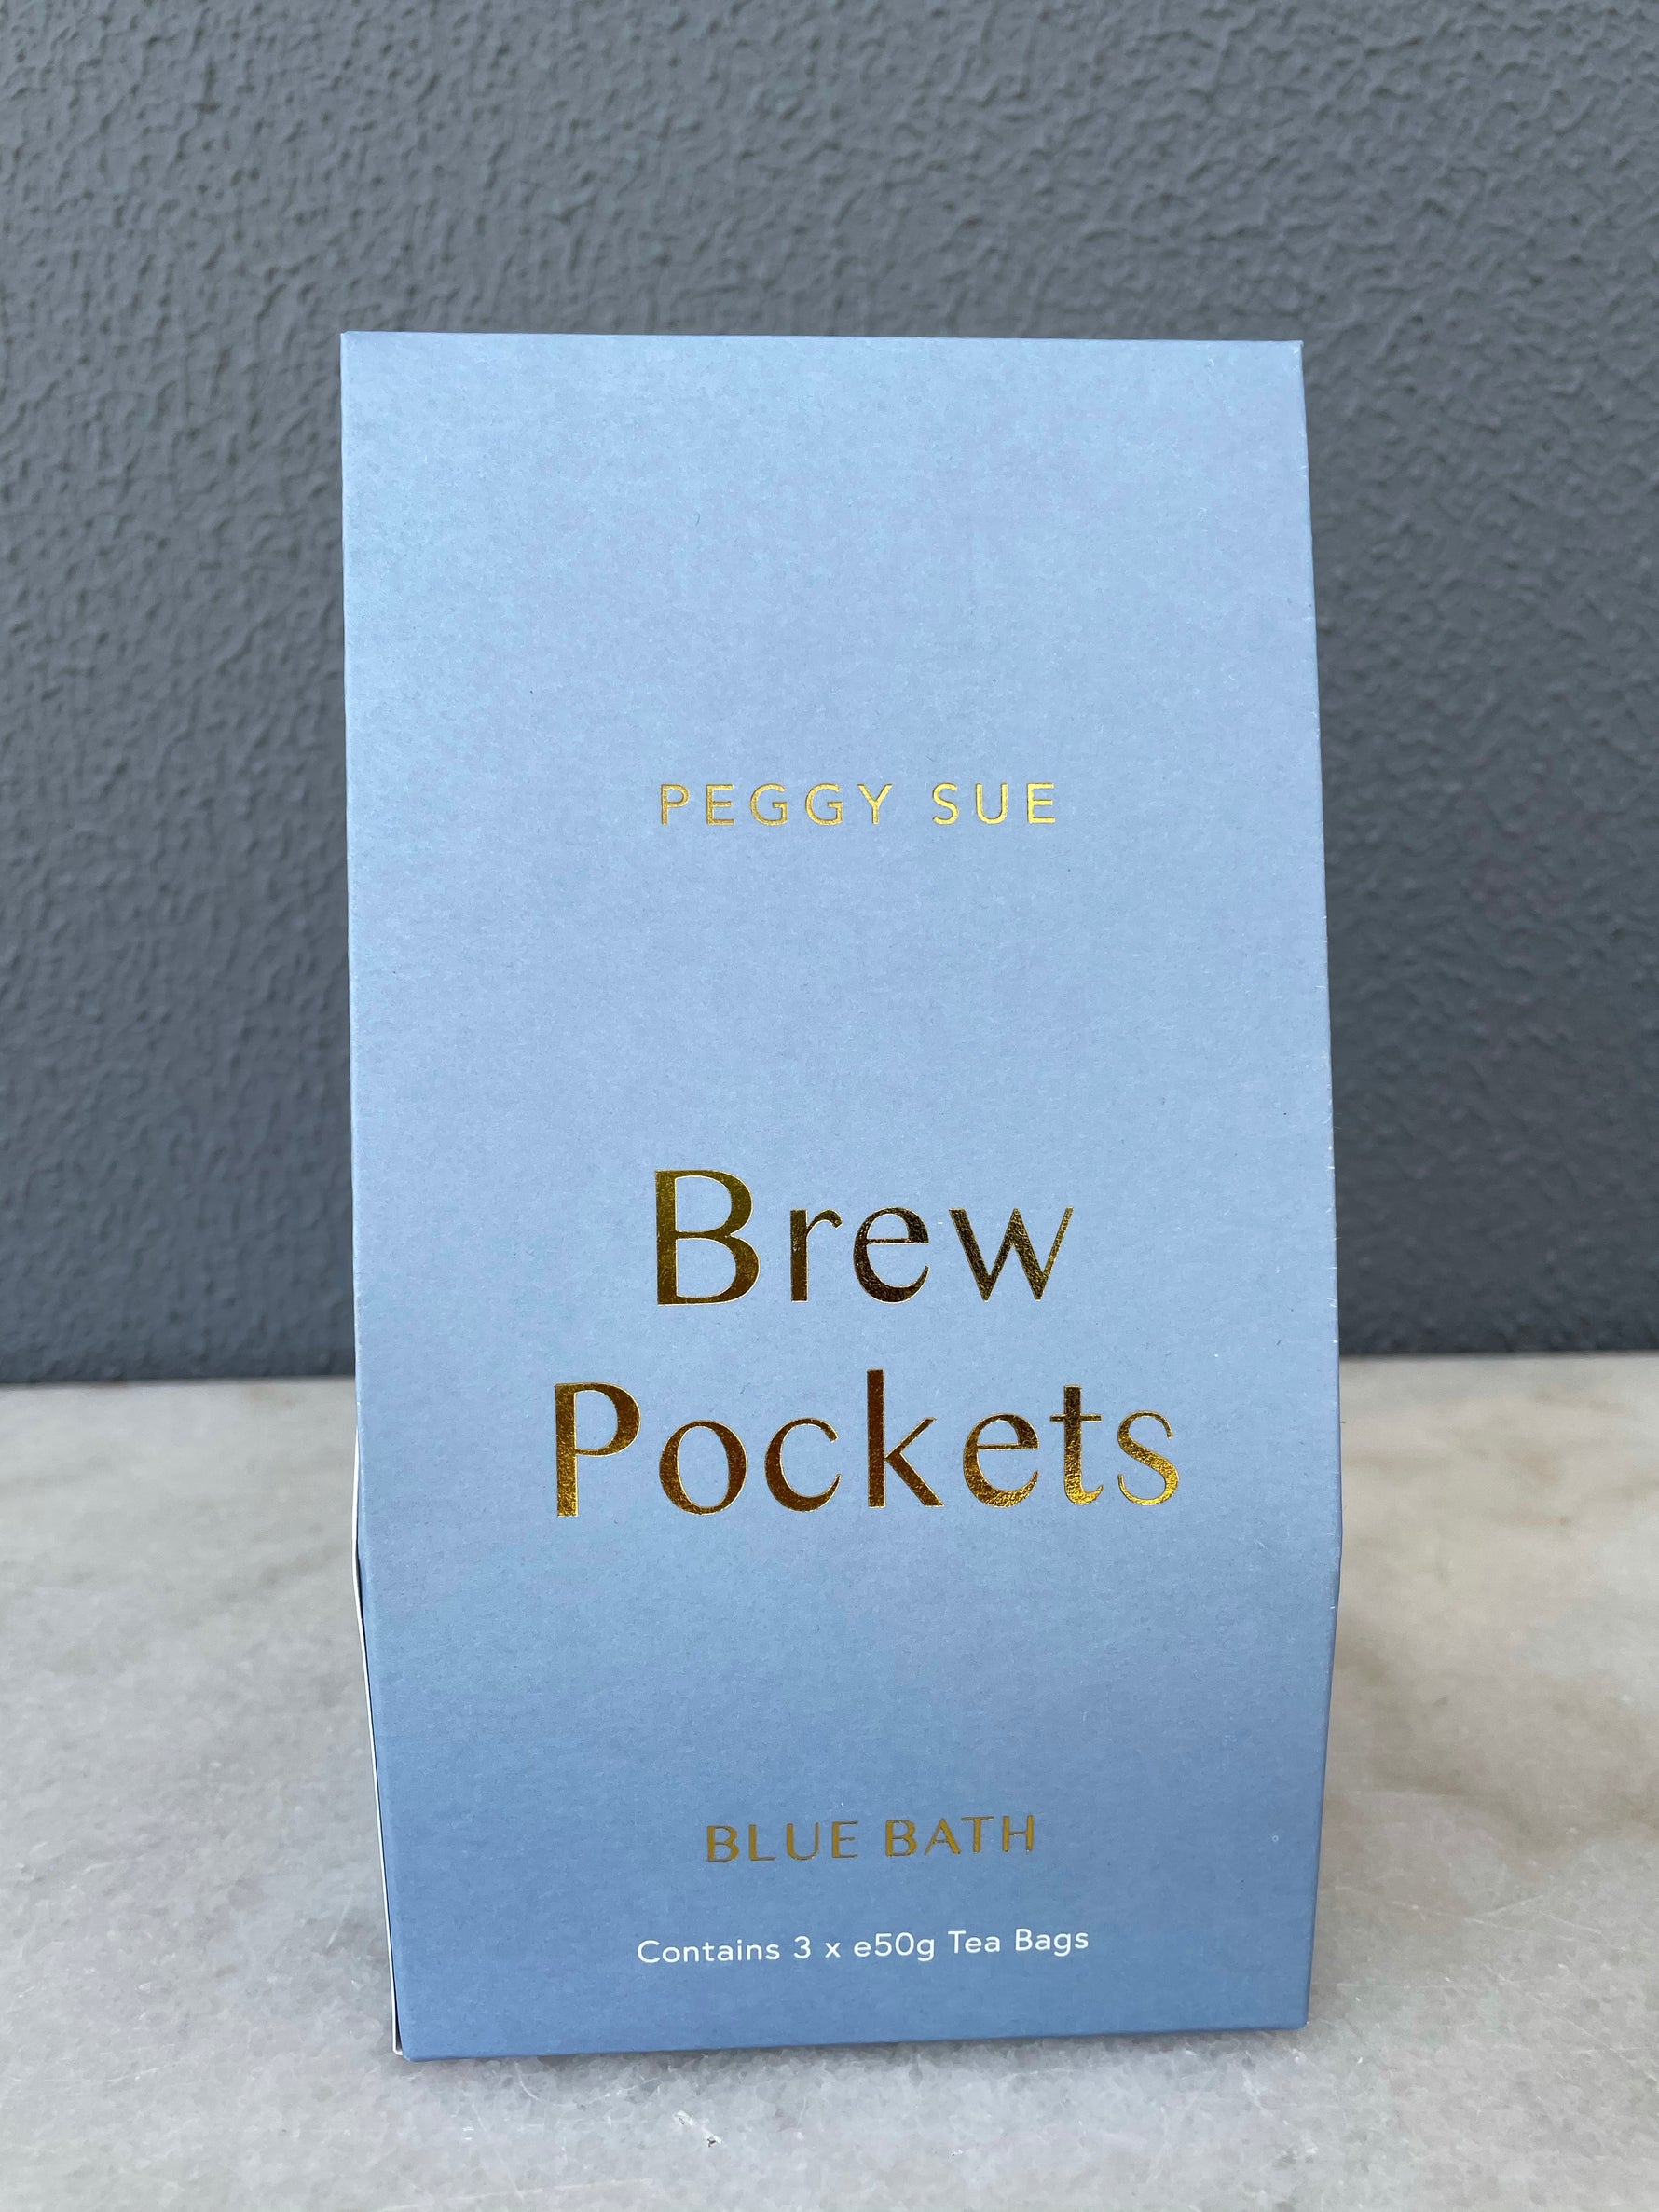 PEGGY SUE
Brew
Pockets
BLUE BATH
Contains 3 x e50g Tea Bags